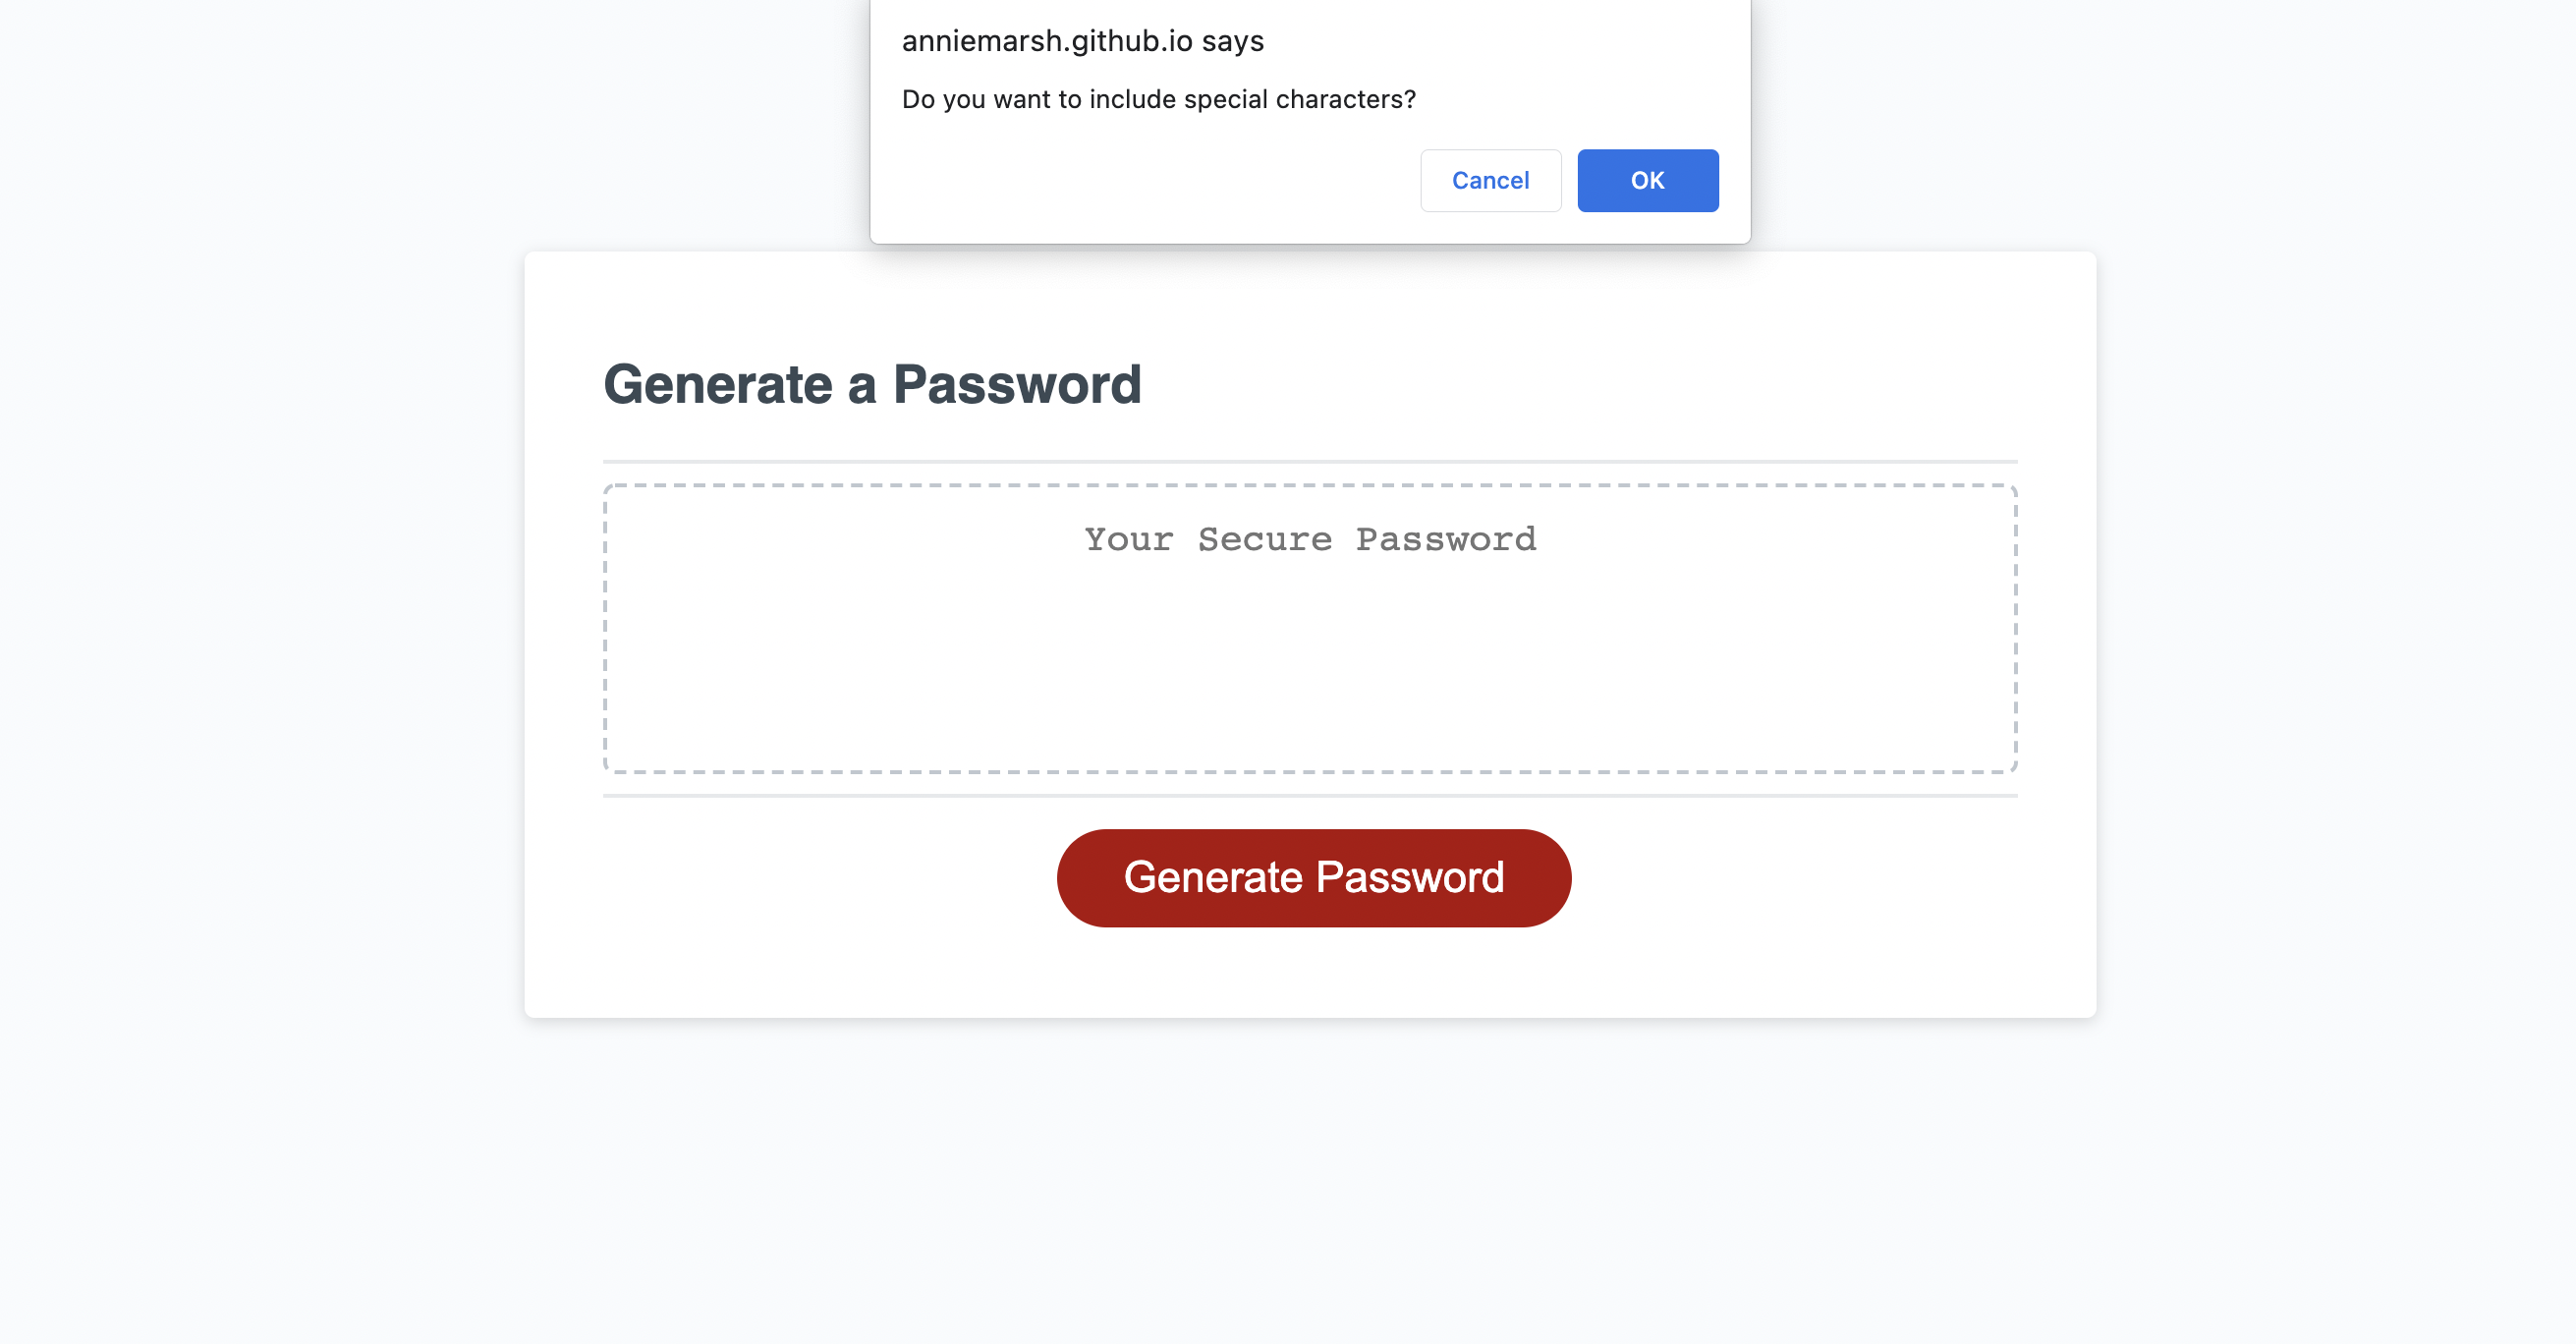 anniemarsh.github.io says
Do you want to include special characters?
Cancel
OK
Generate a Password
Your Secure Password
Generate Password